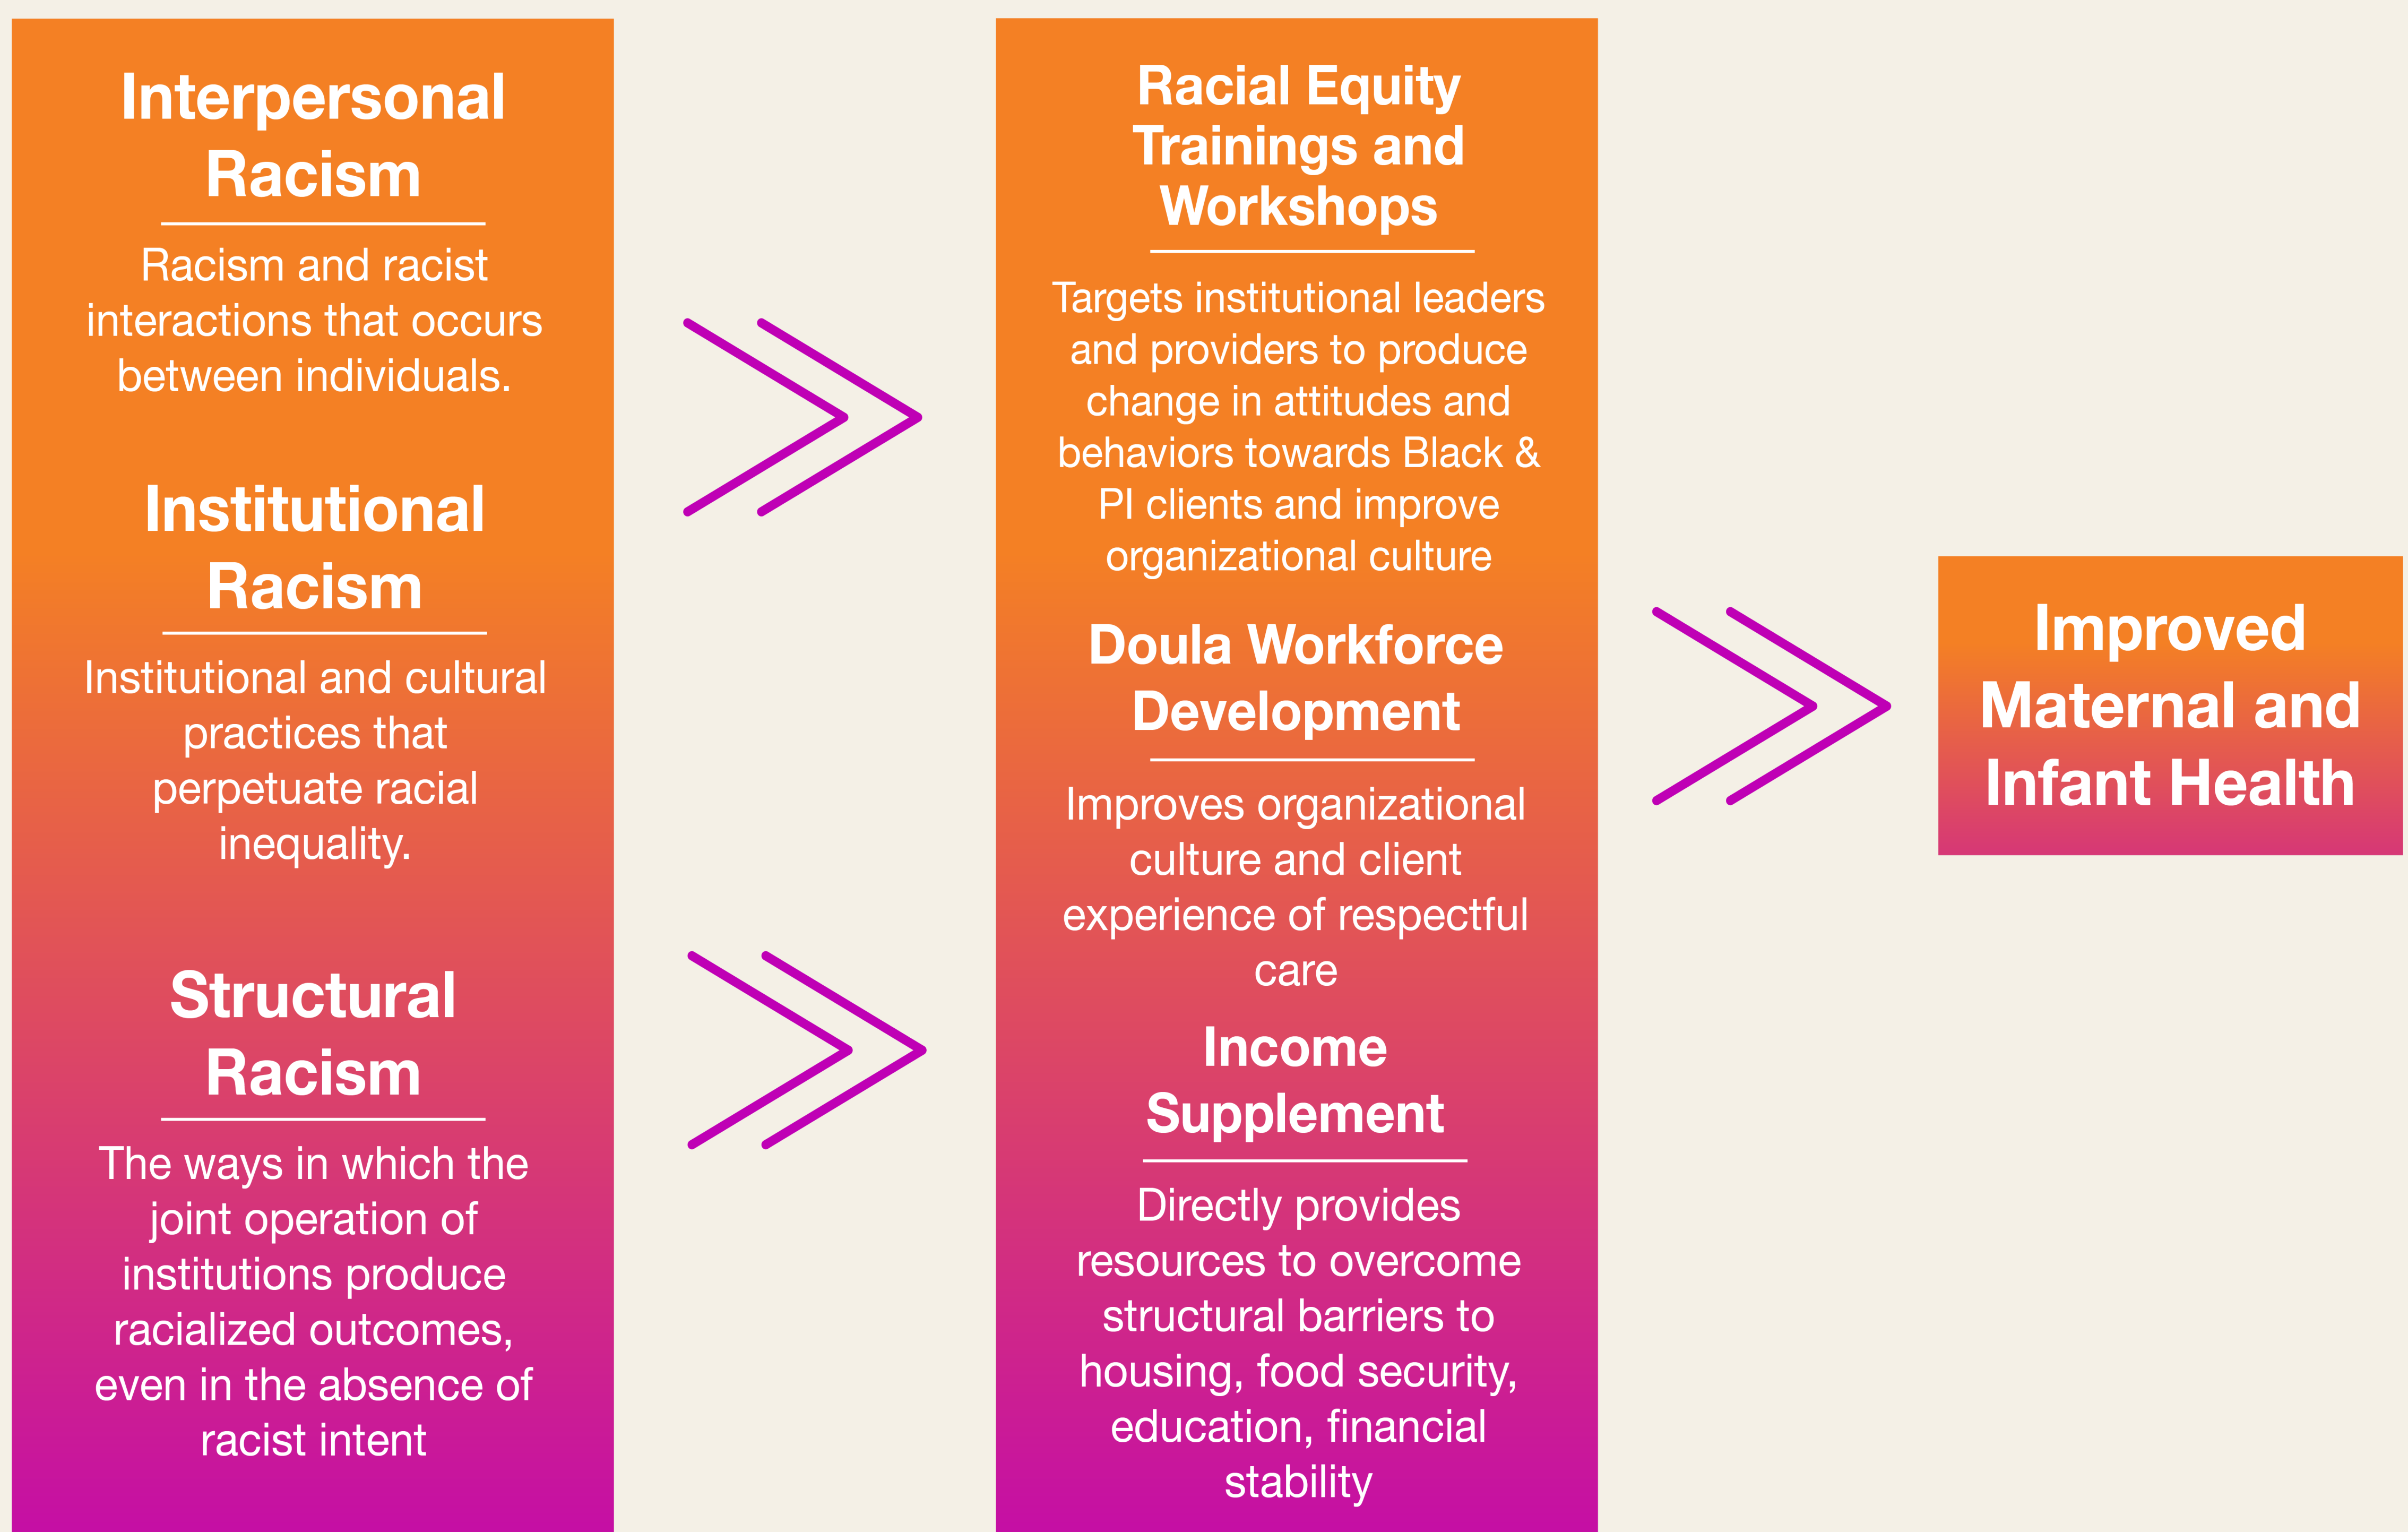 Interpersonal
Racism
Racism and racist
interactions that occurs
between individuals.
Institutional
Racism
Institutional and cultural
practices that
perpetuate racial
inequality.
Structural
Racism
The ways in which the
joint operation of
institutions produce
racialized outcomes,
even in the absence of
racist intent
Racial Equity
Trainings and
Workshops
Targets institutional leaders
and providers to produce
change in attitudes and
behaviors towards Black &
PI clients and improve
organizational culture
Doula Workforce
Development
Improves organizational
culture and client
experience of respectful
care
Income
Supplement
Directly provides
resources to overcome
structural barriers to
housing, food security,
education, financial
stability
Improved
Maternal and
Infant Health